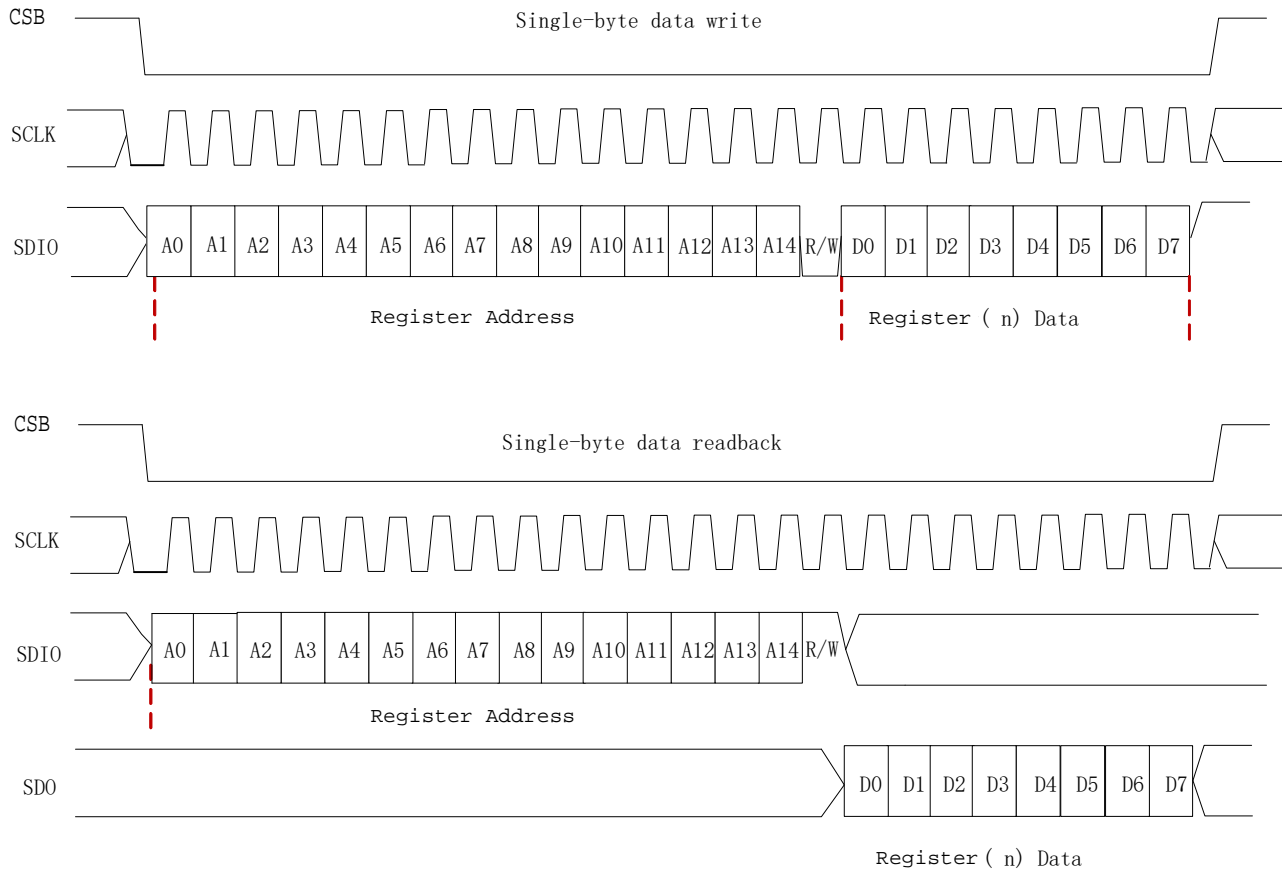 CSB
Single-byte data write
SCLK
SDIO A0 A1 A2 A3 A4 A5 A6 A7 A8 A9 A10 A11 A12 A13 A14 R/W D0 D1 D2 D3 D4 D5 D6 D7
Register Address Register ( n) Data
CSB
Single-byte data readback
SCLK
SDIO A0 A1 A2 A3 A4 A5 A6 A7 A8 A9 A10 A11 A12 A13 A14 R/W
Register Address
SDO D0 D1 D2 D3 D4 D5 D6 D7
Register ( n) Data